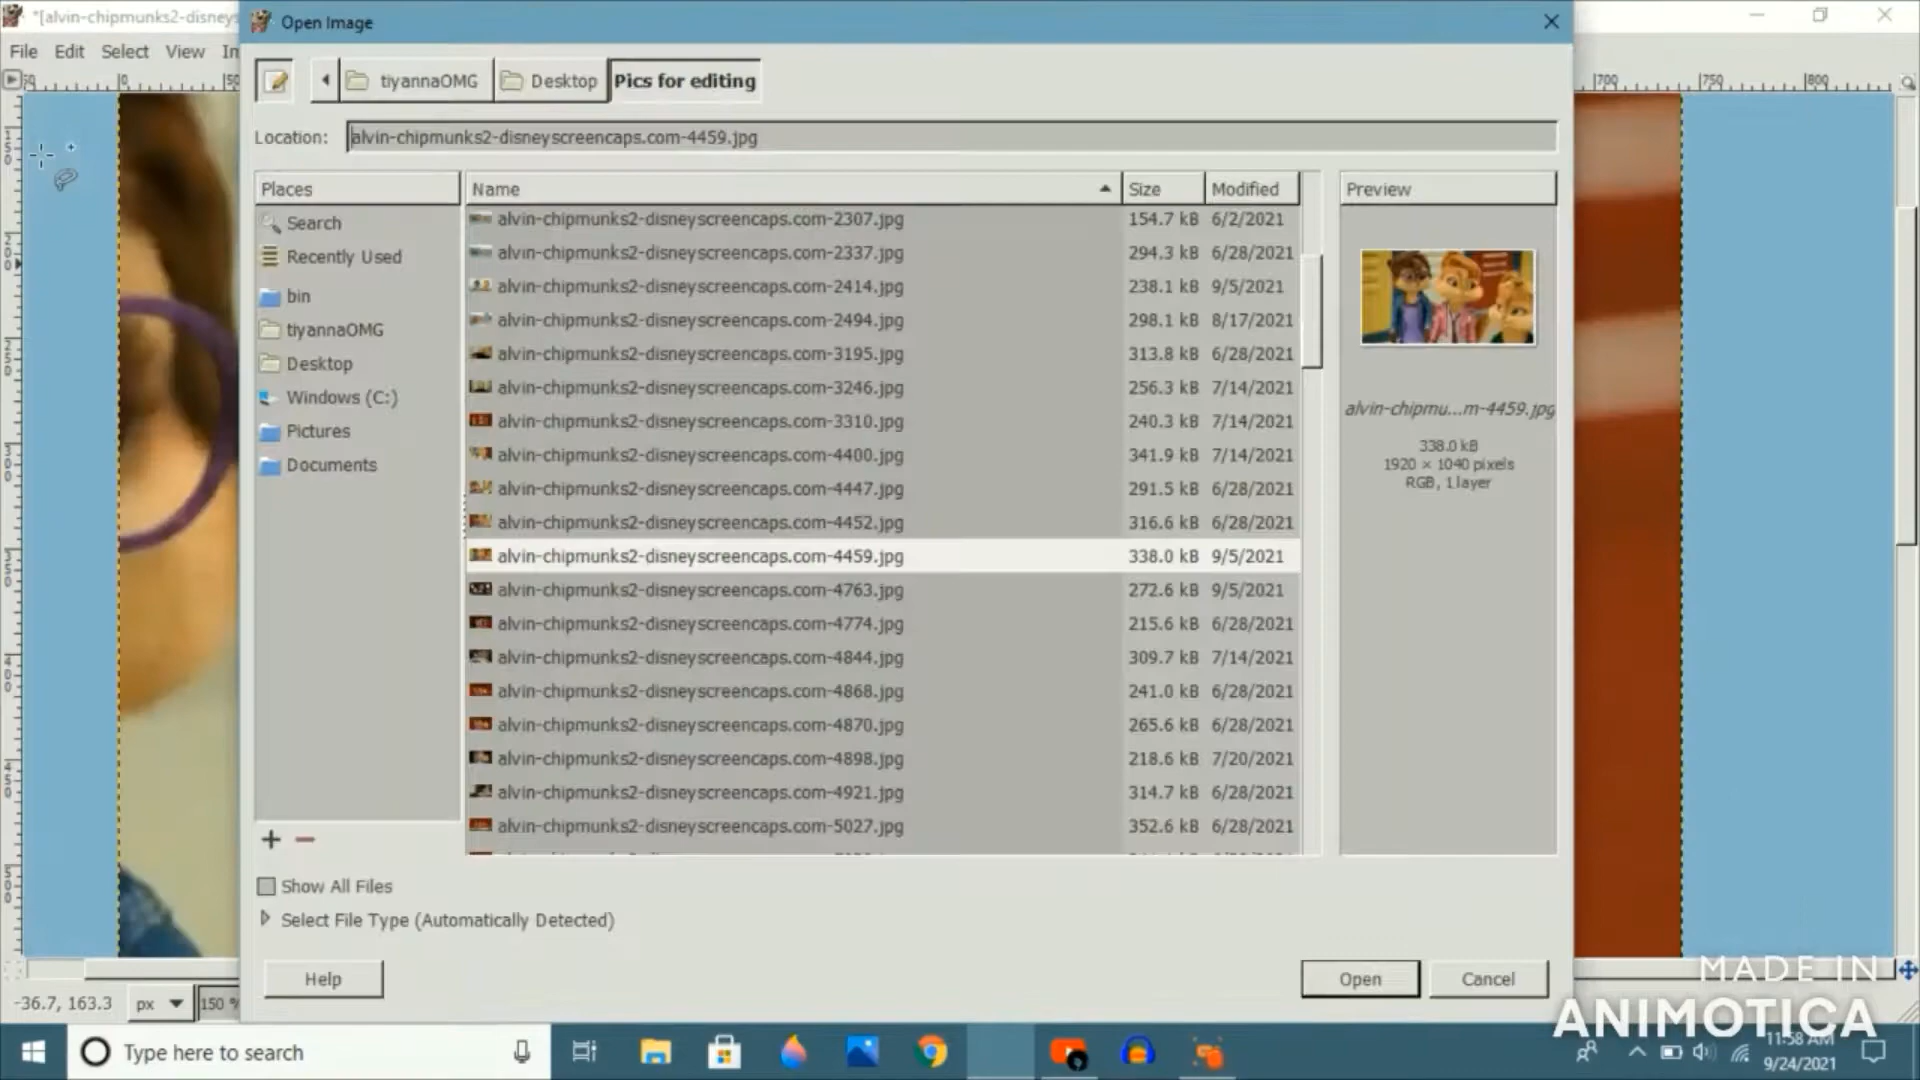 *[alvin-chipmunks2-disneys
Open Image
File Edit Select View
tiyannaOMG Desktop Pics for editing
0 700 750 800
Location: alvin-chipmunks2-disneyscreencaps.com-4459.jpg
Places Name Size Modified Preview
Search
Recently Used
bin
tiyannaOMG
Desktop
Windows (C:)
Pictures
Documents
alvin-chipmunks2-disneyscreencaps.com-2307.jpg 154.7 kB 6/2/2021
alvin-chipmunks2-disneyscreencaps.com-2337.jpg 294.3 kB 6/28/2021
alvin-chipmunks2-disneyscreencaps.com-2414.jpg 238.1 kB 9/5/2021
alvin-chipmunks2-disneyscreencaps.com-2494.jpg 298.1 kB 8/17/2021
alvin-chipmunks2-disneyscreencaps.com-3195.jpg 313.8 kB 6/28/2021
alvin-chipmunks2-disneyscreencaps.com-3246.jpg 256.3 kB 7/14/2021
alvin-chipmunks2-disneyscreencaps.com-3310.jpg 240.3 kB 7/14/2021
alvin-chipmunks2-disneyscreencaps.com-4400.jpg 341.9 kB 7/14/2021
alvin-chipmunks2-disneyscreencaps.com-4447.jpg 291.5 kB 6/28/2021
alvin-chipmunks2-disneyscreencaps.com-4452.jpg 316.6 kB 6/28/2021
alvin-chipmunks2-disneyscreencaps.com-4459.jpg 338.0 kB 9/5/2021
alvin-chipmunks2-disneyscreencaps.com-4763.jpg 272.6 kB 9/5/2021
alvin-chipmunks2-disneyscreencaps.com-4774.jpg 215.6 kB 6/28/2021
alvin-chipmunks2-disneyscreencaps.com-4844.jpg 309.7 kB 7/14/2021
alvin-chipmunks2-disneyscreencaps.com-4868.jpg 241.0 kB 6/28/2021
alvin-chipmunks2-disneyscreencaps.com-4870.jpg 265.6 kB 6/28/2021
alvin-chipmunks2-disneyscreencaps.com-4898.jpg 218.6 kB 7/20/2021
alvin-chipmunks2-disneyscreencaps.com-4921.jpg 314.7 kB 6/28/2021
alvin-chipmunks2-disneyscreencaps.com-5027.jpg 352.6 kB 6/28/2021
alvin-chipmu...m-4459.jpg
338.0 kB
1920 × 1040 pixels
RGB, 1 layer
Show All Files
Select File Type (Automatically Detected)
Help Open Cancel
-36.7, 163.3 px 150 %
MADE IN
ANIMOTICA
Type here to search
11:58 AM
9/24/2021